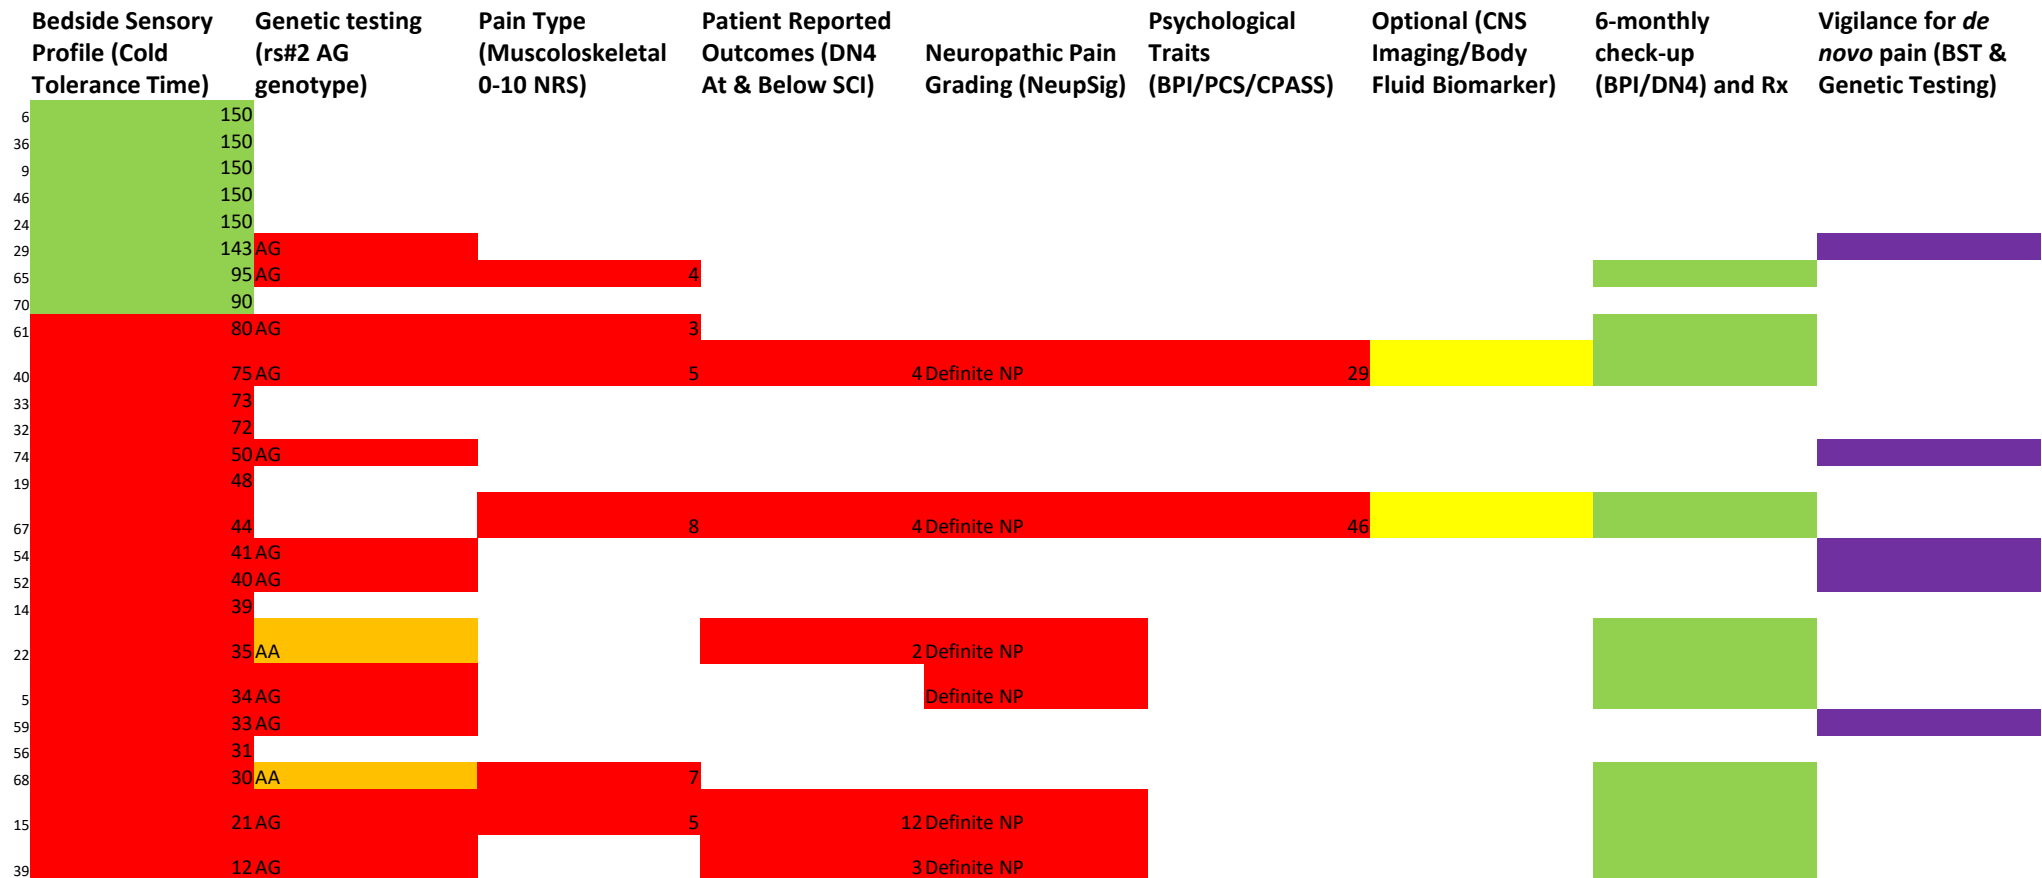 Bedside Sensory Profile (Cold Tolerance Time) Genetic testing (rs#2 AG genotype) Pain Type (Muscoloskeletal 0-10 NRS) Patient Reported Outcomes (DN4 At & Below SCI) Neuropathic Pain Grading (NeupSig) Psychological Traits (BPI/PCS/CPASS) Optional (CNS Imaging/Body Fluid Biomarker) 6-monthly check-up (BPI/DN4) and Rx Vigilance for de novo pain (BST & Genetic Testing)
6 150
36 150
9 150
46 150
24 150
29 143 AG
65 95 AG 4
70 90
61 80 AG 3
40 75 AG 5 4 Definite NP 29
33 73
32 72
74 50 AG
19 48
67 44 8 4 Definite NP 46
54 41 AG
52 40 AG
14 39
22 35 AA 2 Definite NP
5 34 AG Definite NP
59 33 AG
56 31
68 30 AA 7
15 21 AG 5 12 Definite NP
39 12 AG 3 Definite NP